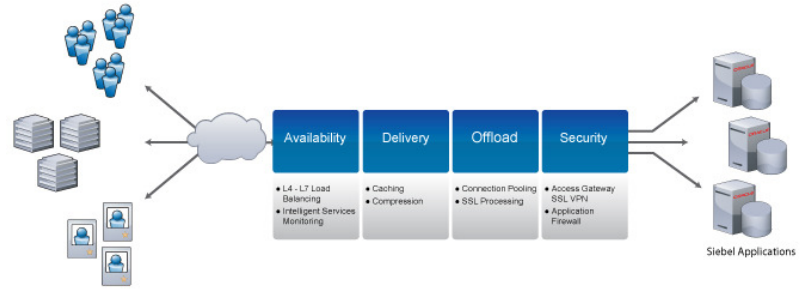 Availability
Delivery
Offload
Security
• L4 - L7 Load
Balancing
• Intelligent Services
Monitoring
• Caching
• Compression
• Connection Pooling
• SSL Processing
• Access Gateway
SSL VPN
• Application
Firewall
Siebel Applications